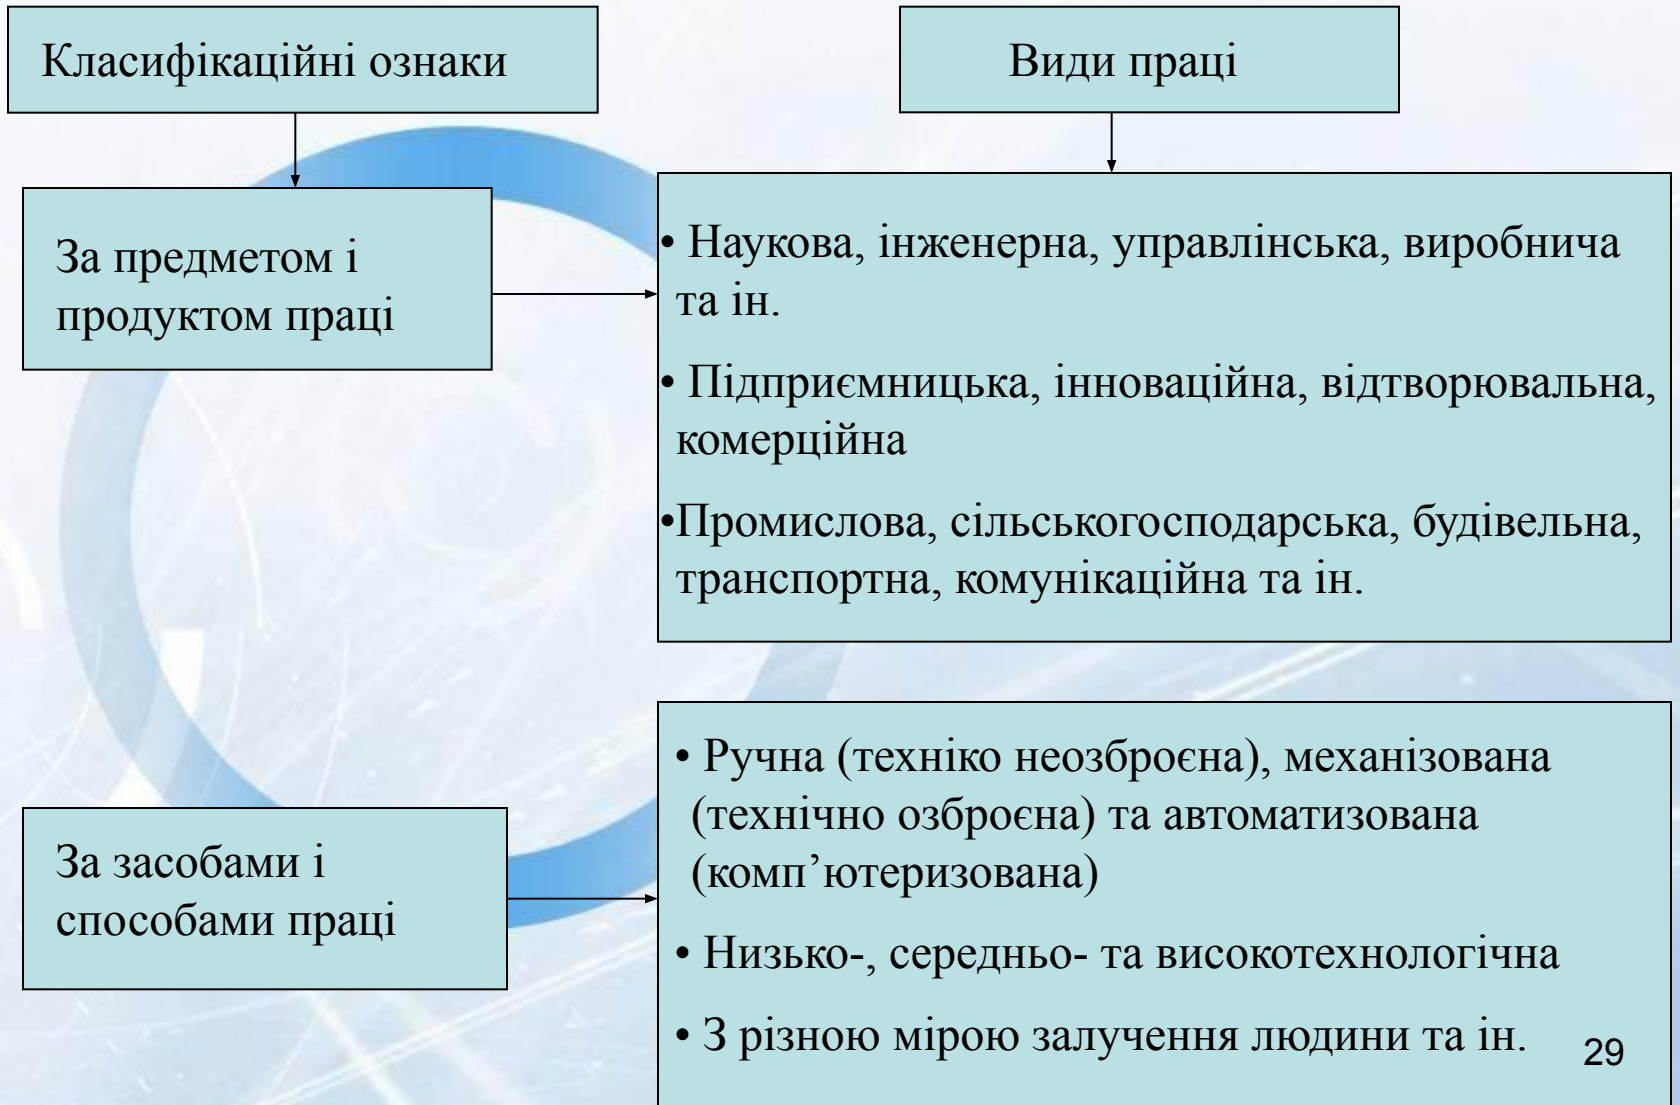 Класифікаційні ознаки
Види праці
За предметом і
продуктом праці
• Наукова, інженерна, управлінська, виробнича
та ін.
• Підприємницька, інноваційна, відтворювальна,
комерційна
•Промислова, сільськогосподарська, будівельна,
транспортна, комунікаційна та ін.
За засобами і
способами праці
• Ручна (техніко неозброєна), механізована
(технічно озброєна) та автоматизована
(комп’ютеризована)
• Низько-, середньо- та високотехнологічна
• З різною мірою залучення людини та ін.
29